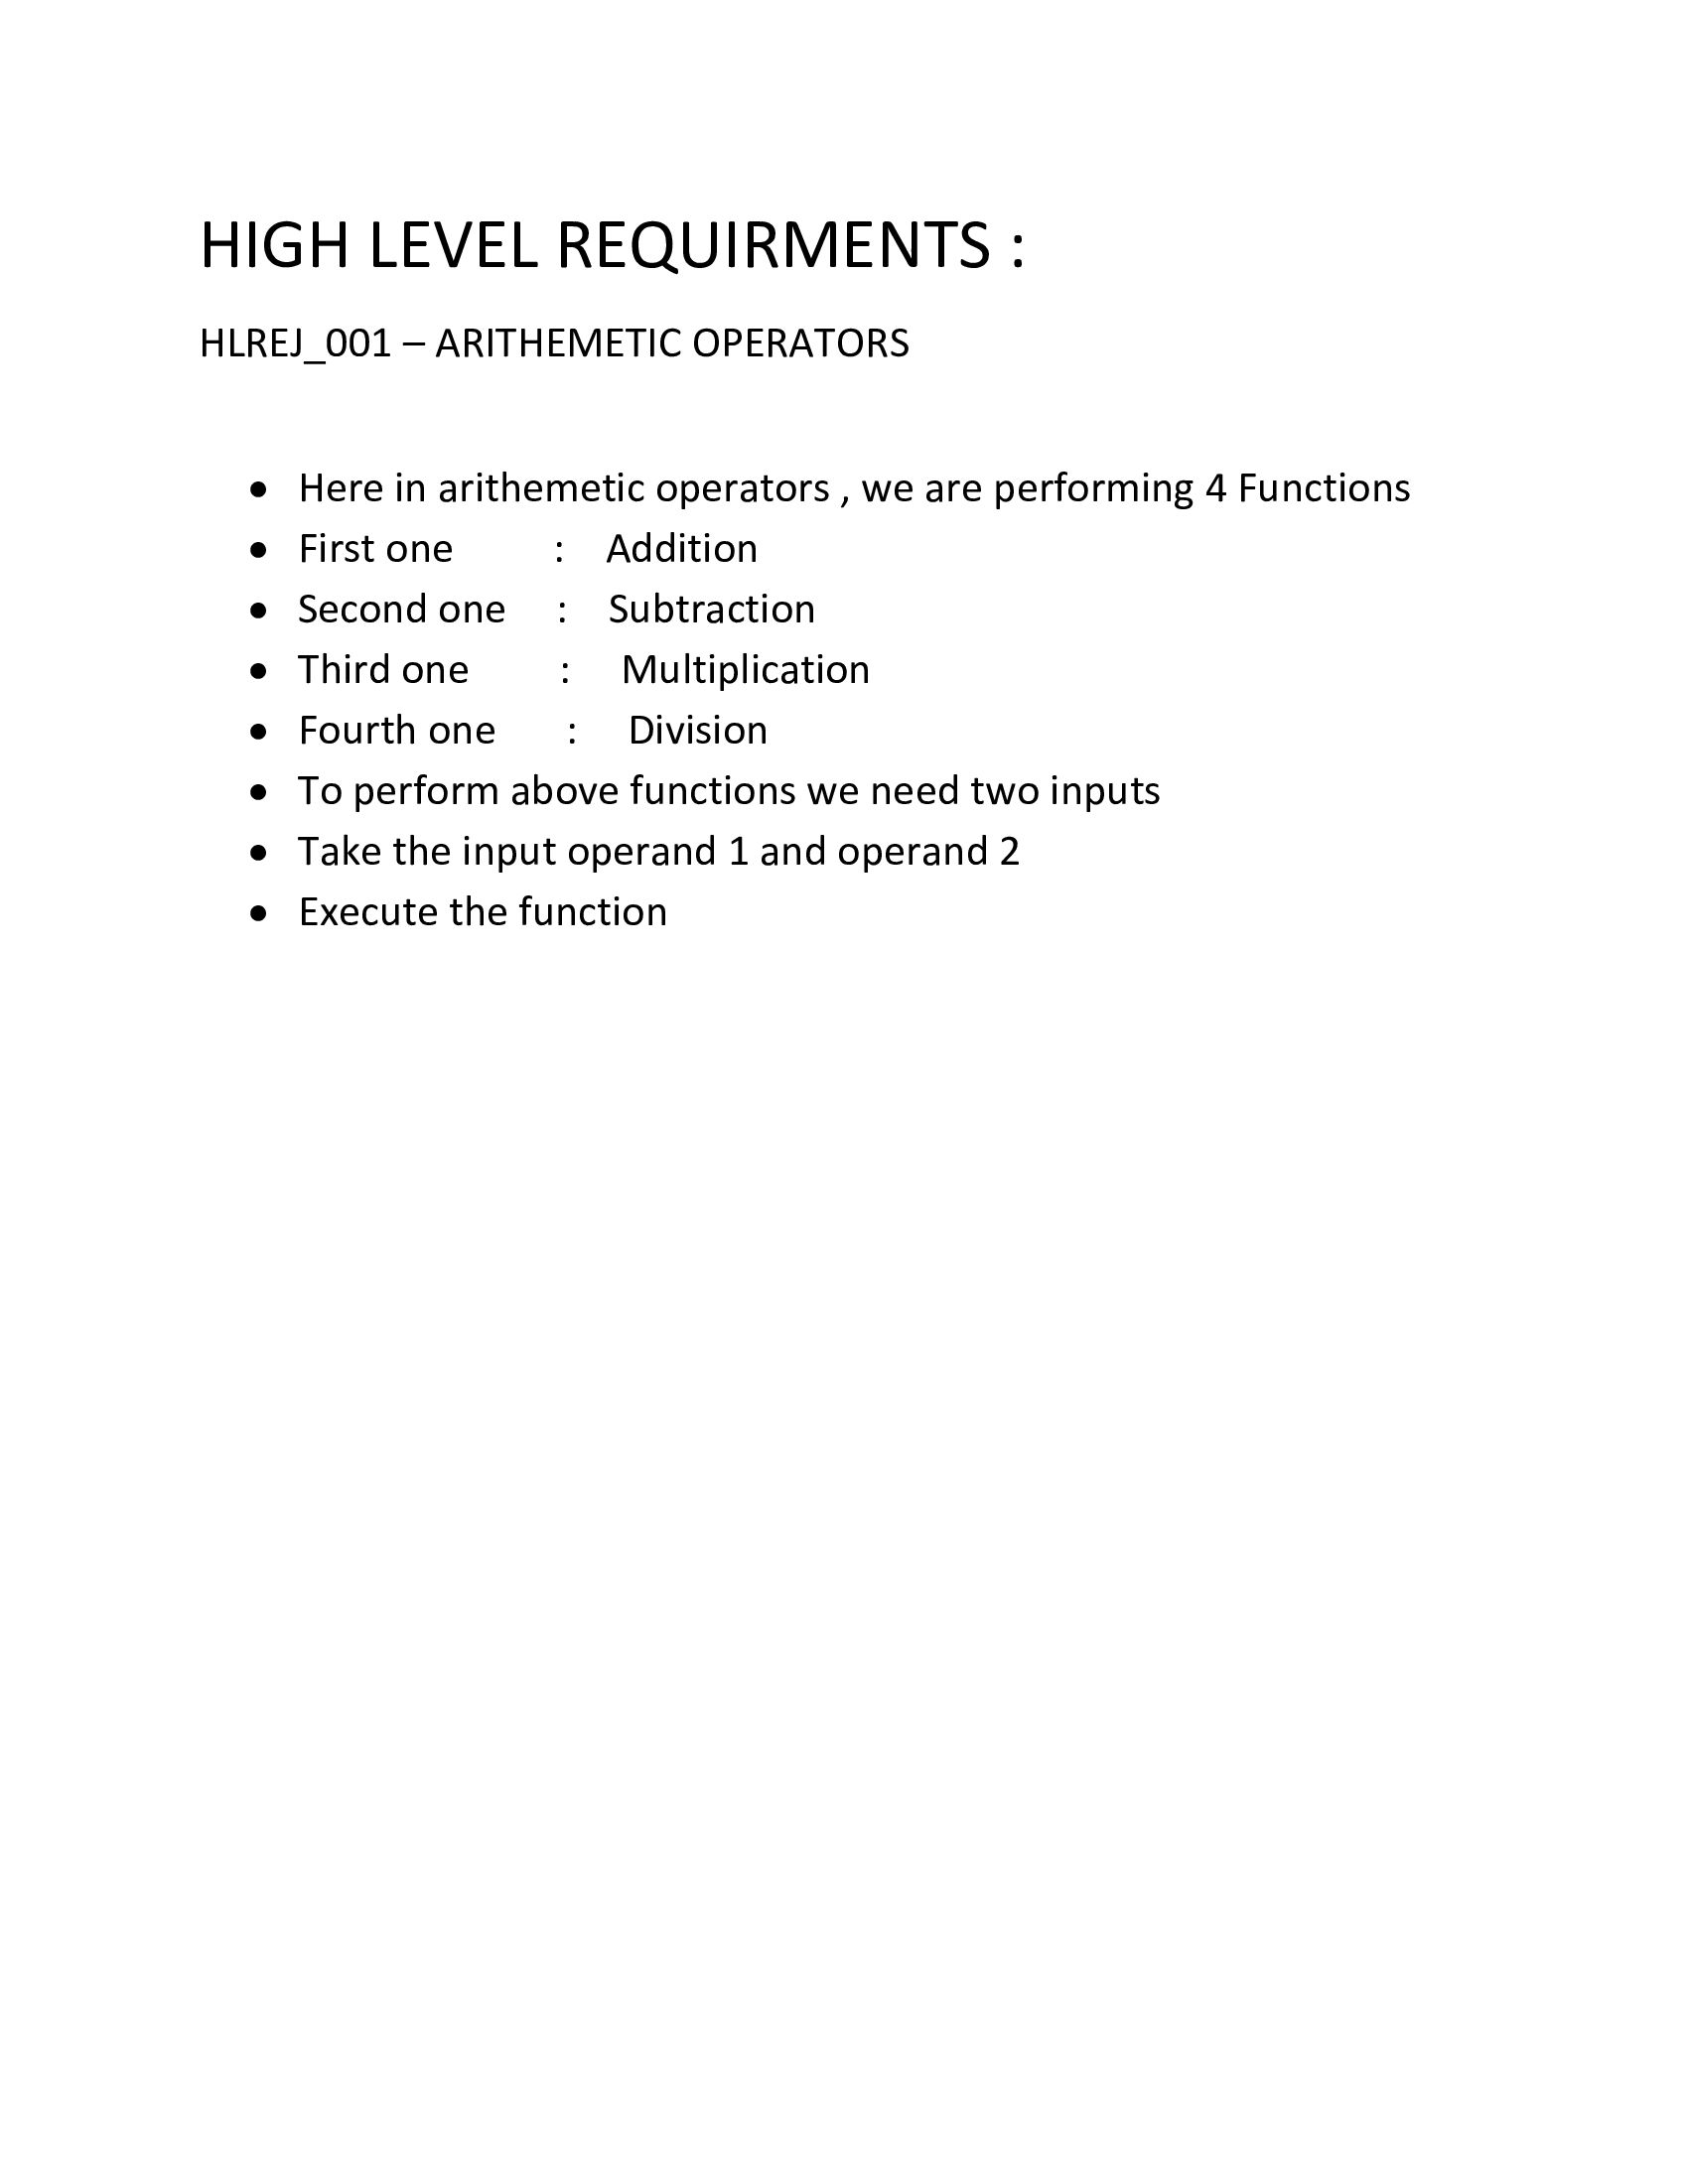 HIGH LEVEL REQUIRMENTS :
HLREJ_001 – ARITHEMETIC OPERATORS
• Here in arithemetic operators , we are performing 4 Functions
• First one : Addition
• Second one : Subtraction
• Third one : Multiplication
• Fourth one : Division
• To perform above functions we need two inputs
• Take the input operand 1 and operand 2
• Execute the function